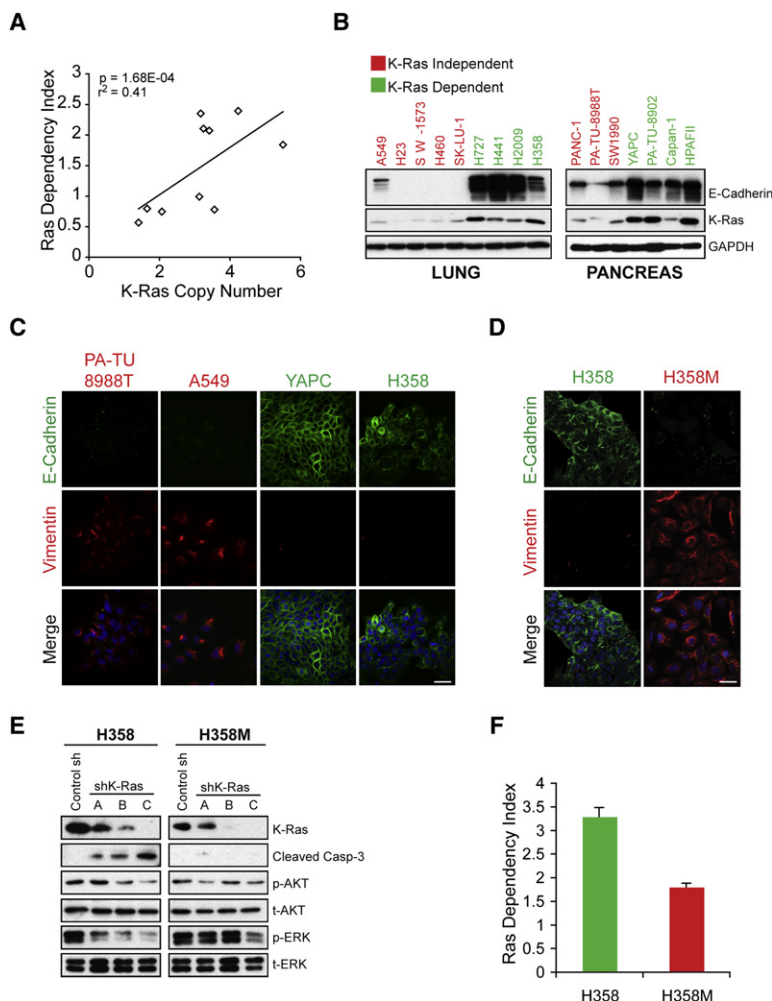 A
p = 1.68E-04
r² = 0.41
Ras Dependency Index
3
2.5
2
1.5
1
0.5
0
0 2 4 6
K-Ras Copy Number
B
K-Ras Independent
K-Ras Dependent
A549
H23
S W -1573
H460
SK-LU-1
H727
H441
H2009
H358
PANC-1
PA-TU-8988T
SW1990
YAPC
PA-TU-8902
Capan-1
HPAFII
E-Cadherin
K-Ras
GAPDH
LUNG PANCREAS
C
PA-TU
8988T A549 YAPC H358
E-Cadherin
Vimentin
Merge
D
H358 H358M
E-Cadherin
Vimentin
Merge
E
H358 H358M
Control sh
shK-Ras
A B C
Control sh
shK-Ras
A B C
K-Ras
Cleaved Casp-3
p-AKT
t-AKT
p-ERK
t-ERK
F
Ras Dependency Index
4
3.5
3
2.5
2
1.5
1
0.5
0
H358 H358M